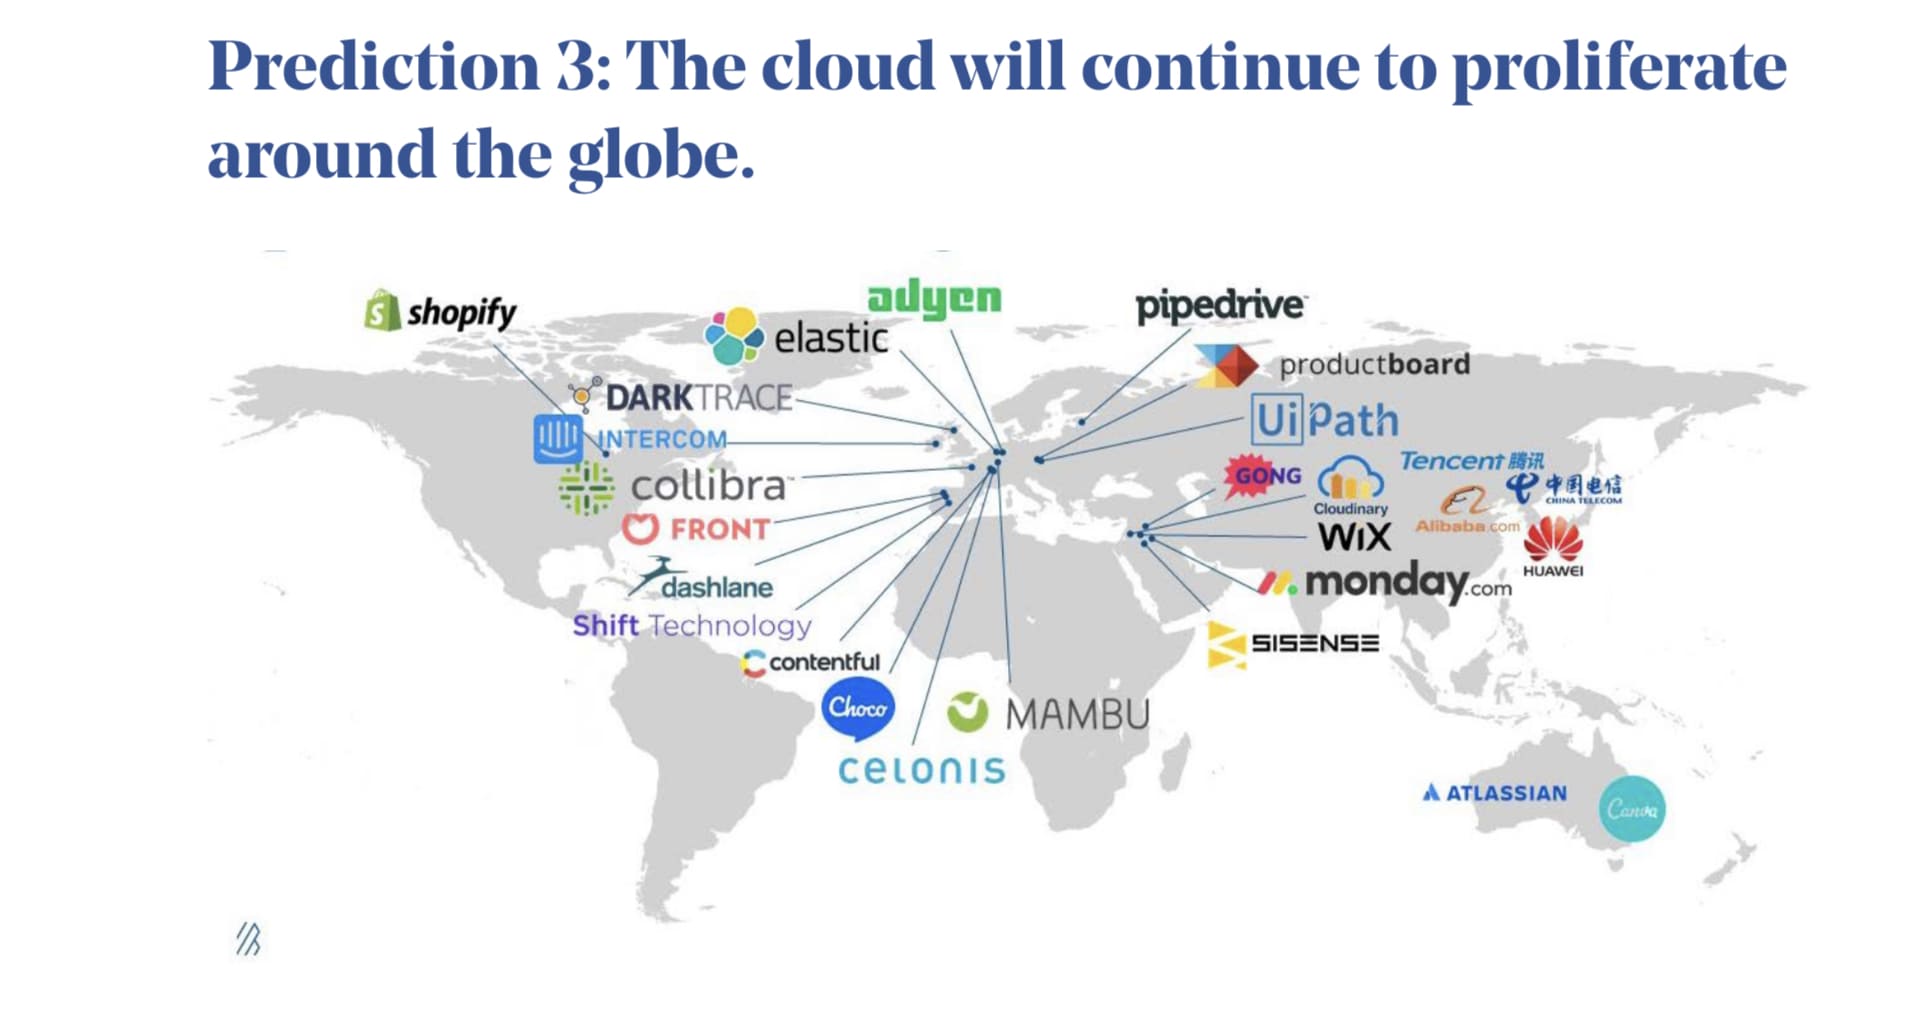 Prediction 3: The cloud will continue to proliferate
around the globe.
shopify
adyen
pipedrive
elastic
productboard
DARKTRACE
UiPath
INTERCOM
Tencent 腾讯
GONG
collibra
中国电信
CHINA TELECOM
Cloudinary
Alibaba.com
FRONT
WiX
HUAWEI
dashlane
monday.com
Shift Technology
SISENSE
contentful
Choco
MAMBU
celonis
ATLASSIAN
Canva